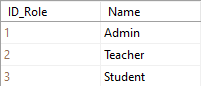 ID_Role Name
1 Admin
2 Teacher
3 Student